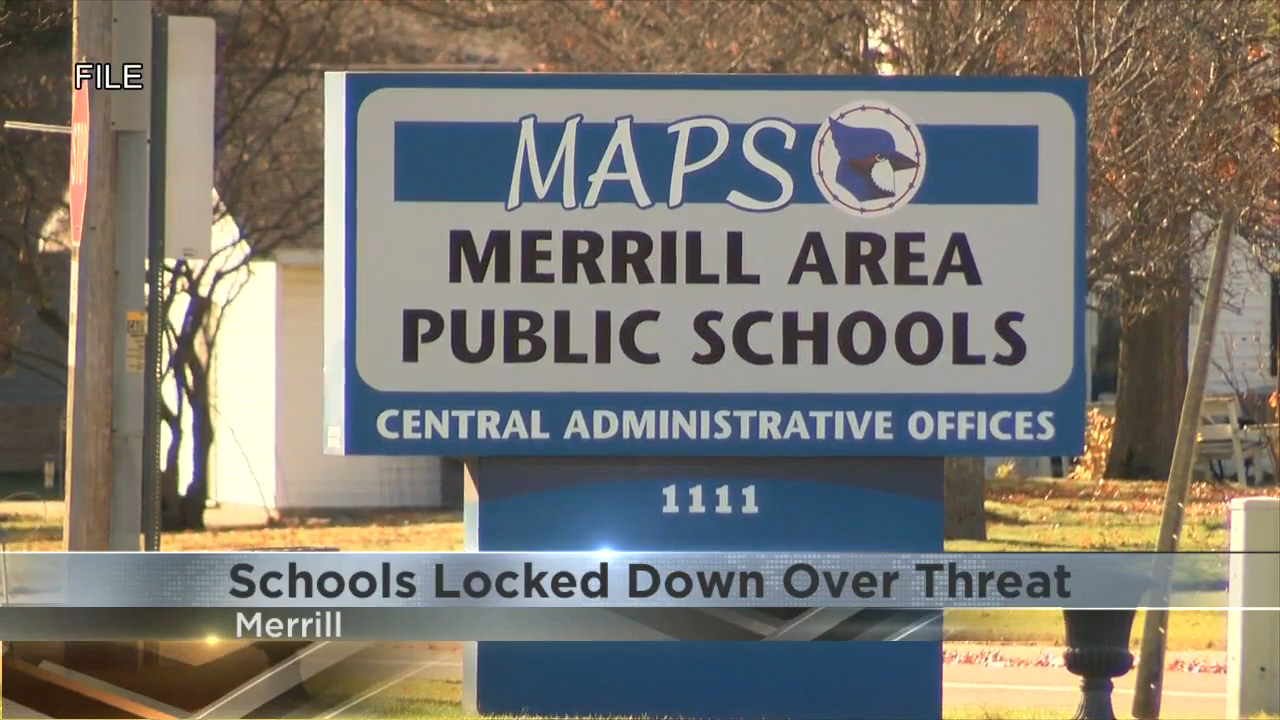 FILE
MAPS
MERRILL AREA
PUBLIC SCHOOLS
CENTRAL ADMINISTRATIVE OFFICES
1111
Schools Locked Down Over Threat
Merrill